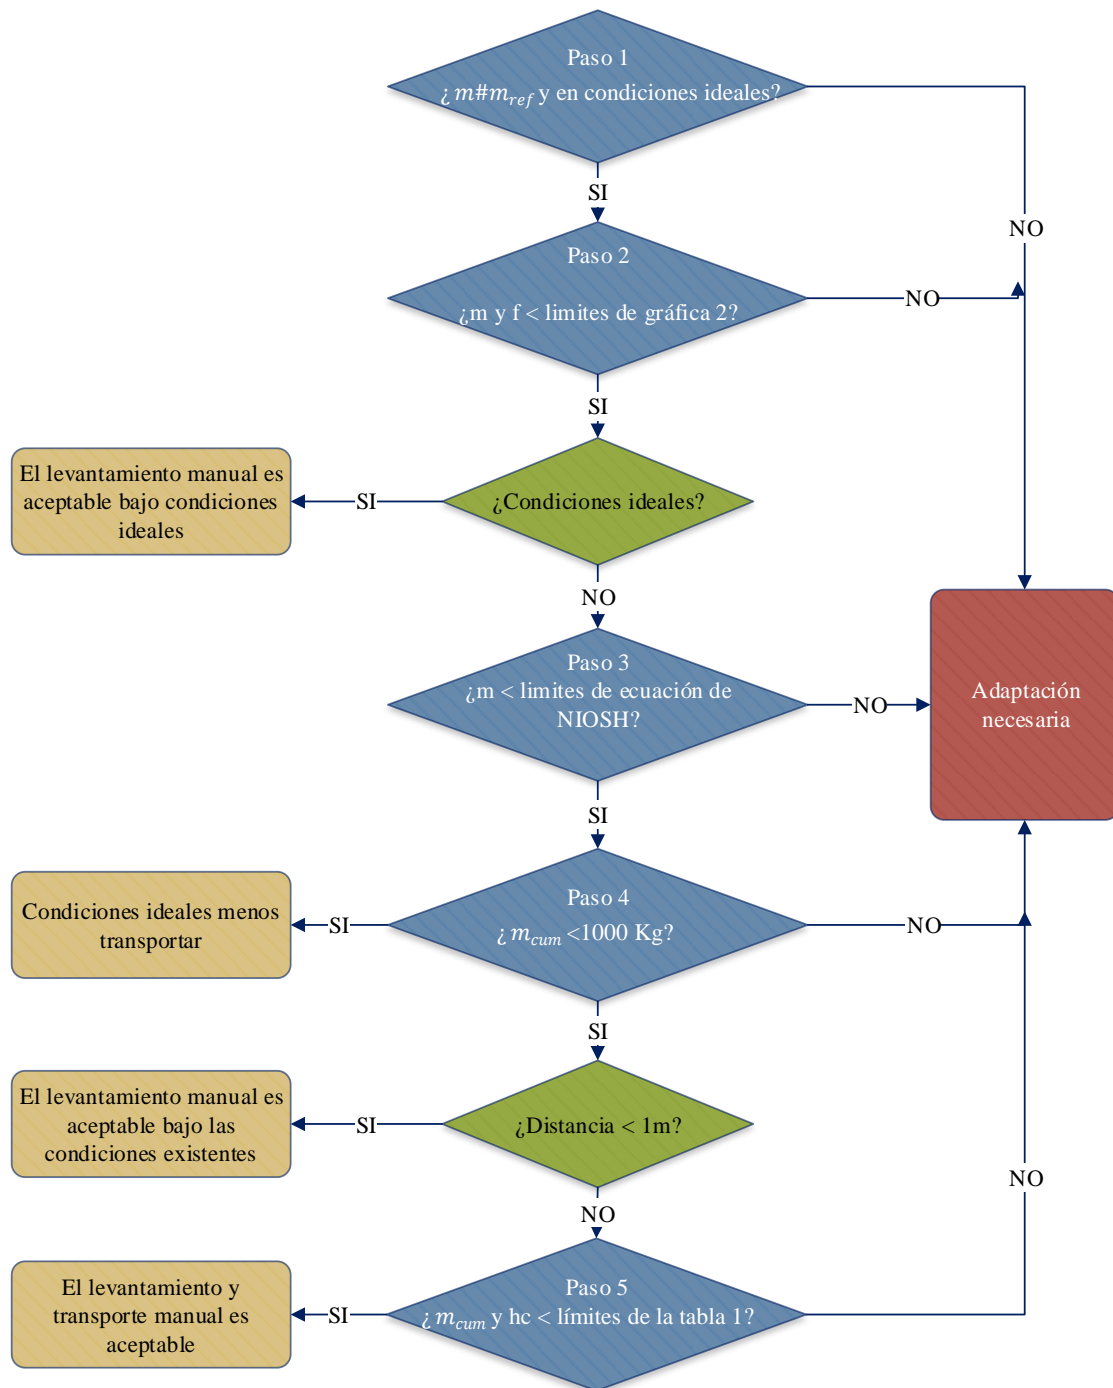 Paso 1
¿m#m_ref y en condiciones ideales?
SI
NO
Paso 2
¿m y f < limites de gráfica 2?
NO
SI
¿Condiciones ideales?
SI
El levantamiento manual es
aceptable bajo condiciones
ideales
NO
Paso 3
¿m < limites de ecuación de
NIOSH?
NO
Adaptación
necesaria
SI
Paso 4
¿m_cum <1000 Kg?
SI
Condiciones ideales menos
transportar
NO
SI
¿Distancia < 1m?
SI
El levantamiento manual es
aceptable bajo las
condiciones existentes
NO
NO
Paso 5
¿m_cum y hc < límites de la tabla 1?
SI
El levantamiento y
transporte manual es
aceptable